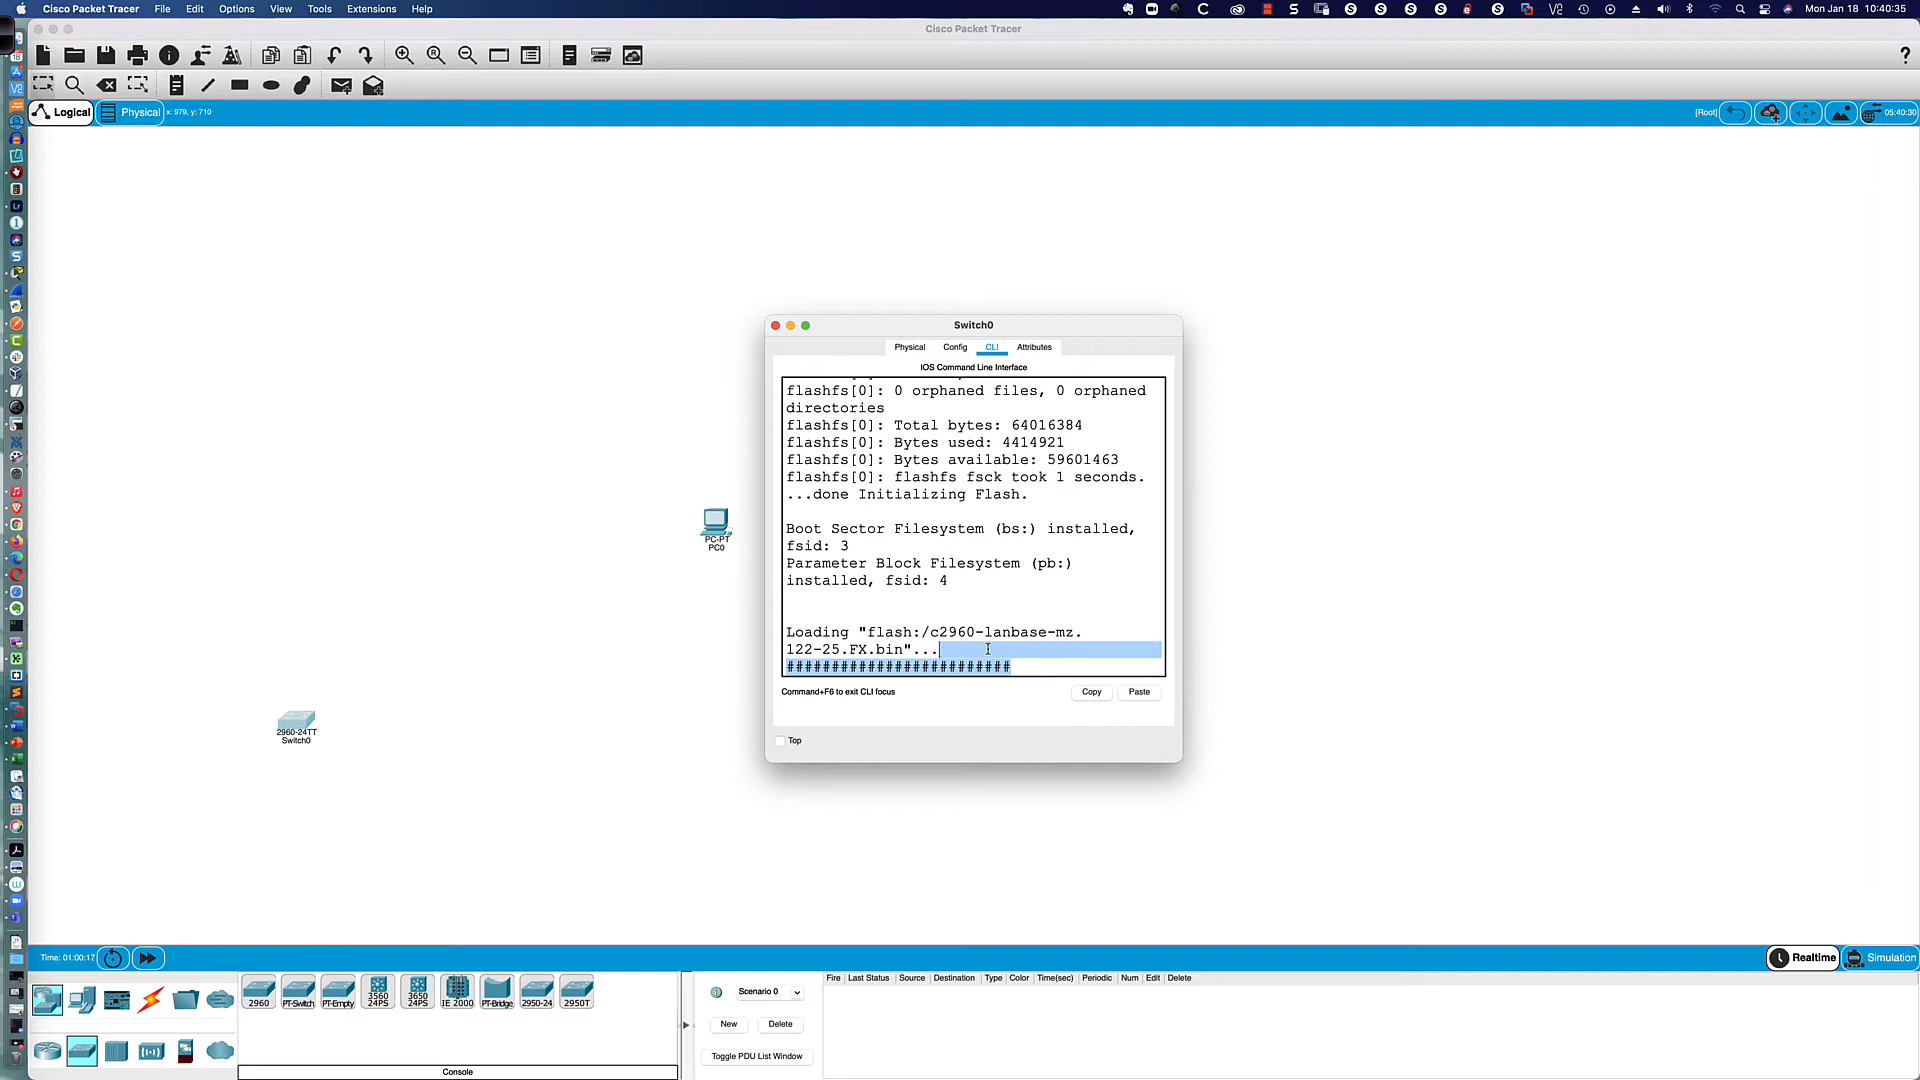 Cisco Packet Tracer File Edit Options View Tools Extensions Help Mon Jan 18 10:40:35
Cisco Packet Tracer
Logical Physical x: 979, y: 710 [Root] 05:40:30
Switch0
Physical Config CLI Attributes
IOS Command Line Interface
flashfs[0]: 0 orphaned files, 0 orphaned
directories
flashfs[0]: Total bytes: 64016384
flashfs[0]: Bytes used: 4414921
flashfs[0]: Bytes available: 59601463
flashfs[0]: flashfs fsck took 1 seconds.
...done Initializing Flash.
Boot Sector Filesystem (bs:) installed,
fsid: 3
Parameter Block Filesystem (pb:)
installed, fsid: 4
Loading "flash:/c2960-lanbase-mz.
122-25.FX.bin"...
#########################
Command+F6 to exit CLI focus Copy Paste
Top
PC-PT
PC0
2960-24TT
Switch0
Time: 01:00:17 Realtime Simulation
2960 PT-Switch PT-Empty 3560 24PS 3650 24PS IE 2000 PT-Bridge 2950-24 2950T
Console
Scenario 0
New Delete
Toggle PDU List Window
Fire Last Status Source Destination Type Color Time(sec) Periodic Num Edit Delete